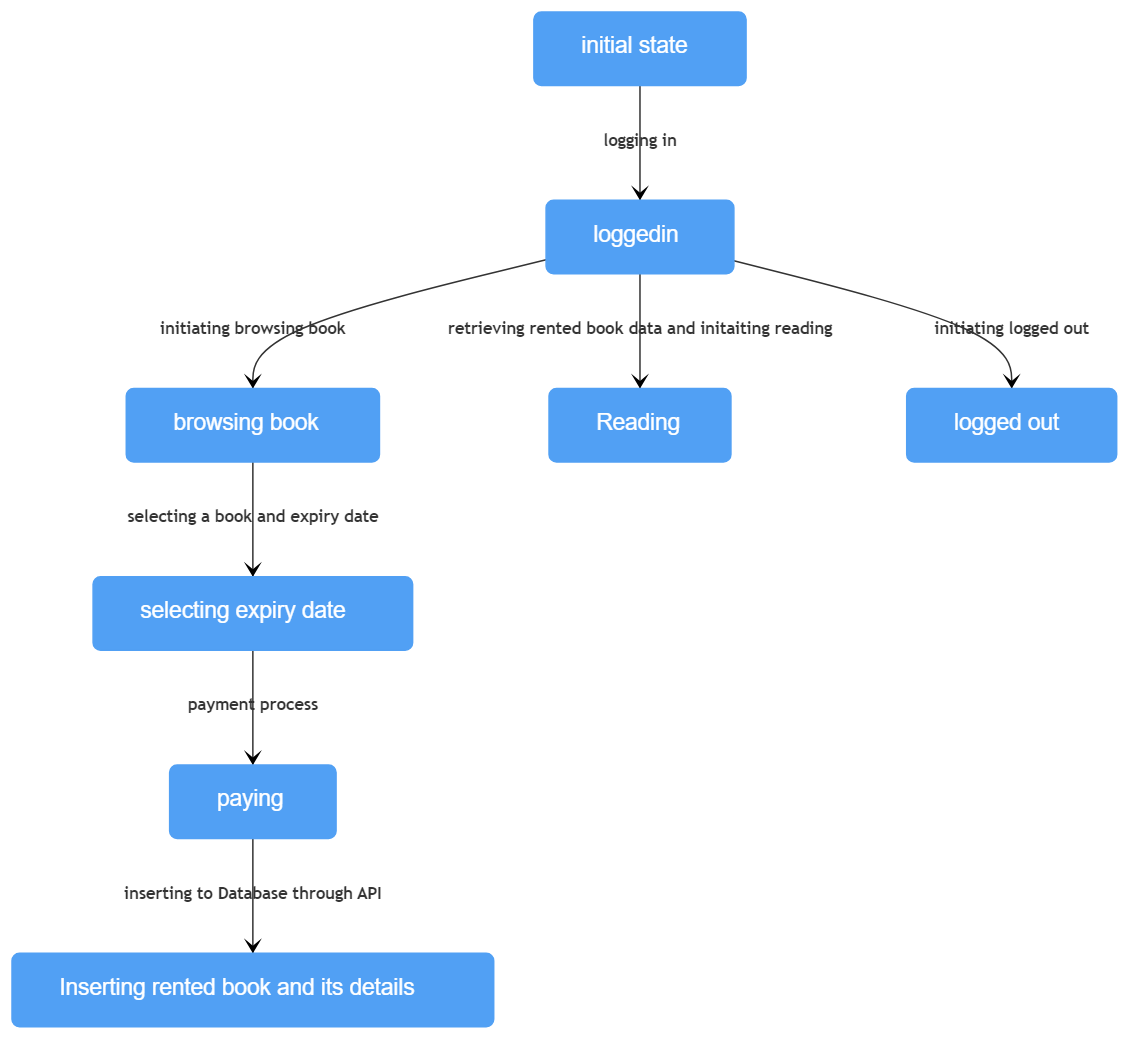 initial state
logging in
loggedin
initiating browsing book
retrieving rented book data and initaiting reading
initiating logged out
browsing book
Reading
logged out
selecting a book and expiry date
selecting expiry date
payment process
paying
inserting to Database through API
Inserting rented book and its details